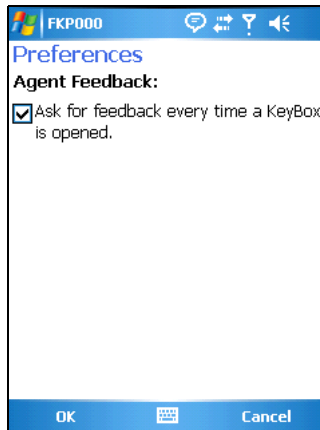 FKP000
Preferences
Agent Feedback:
Ask for feedback every time a KeyBox
is opened.
OK Cancel